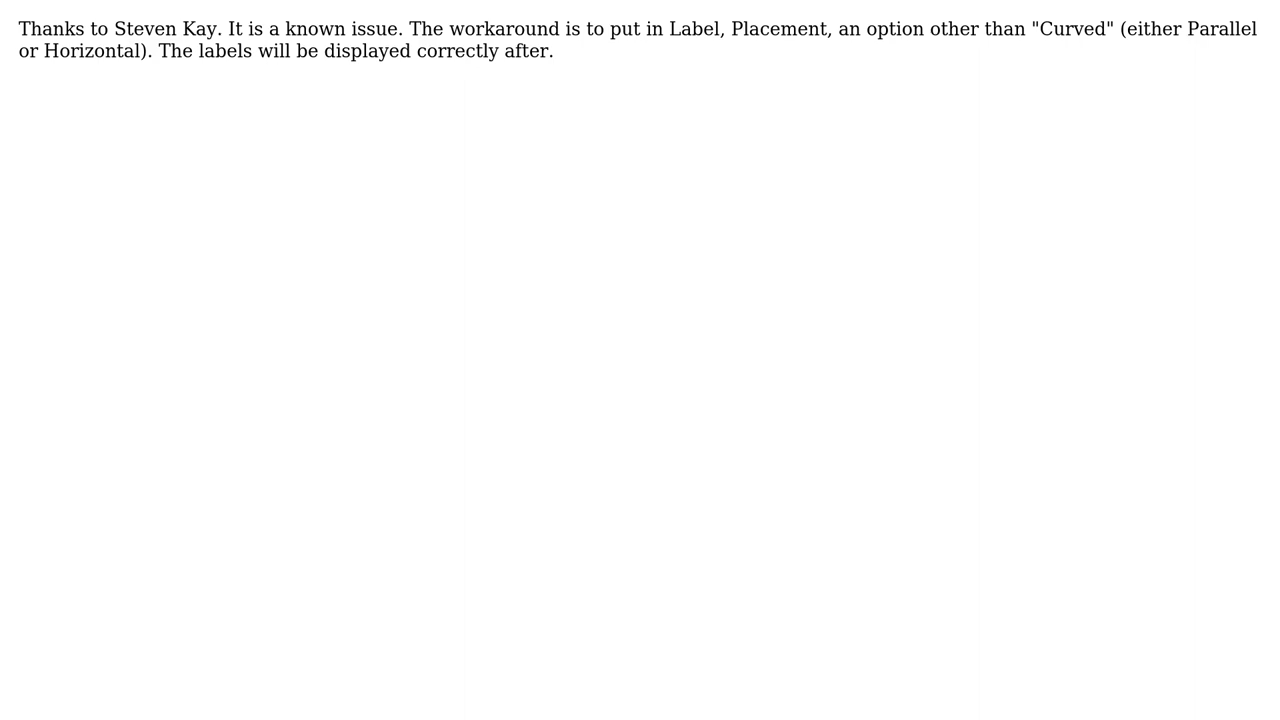 Thanks to Steven Kay. It is a known issue. The workaround is to put in Label, Placement, an option other than "Curved" (either Parallel
or Horizontal). The labels will be displayed correctly after.